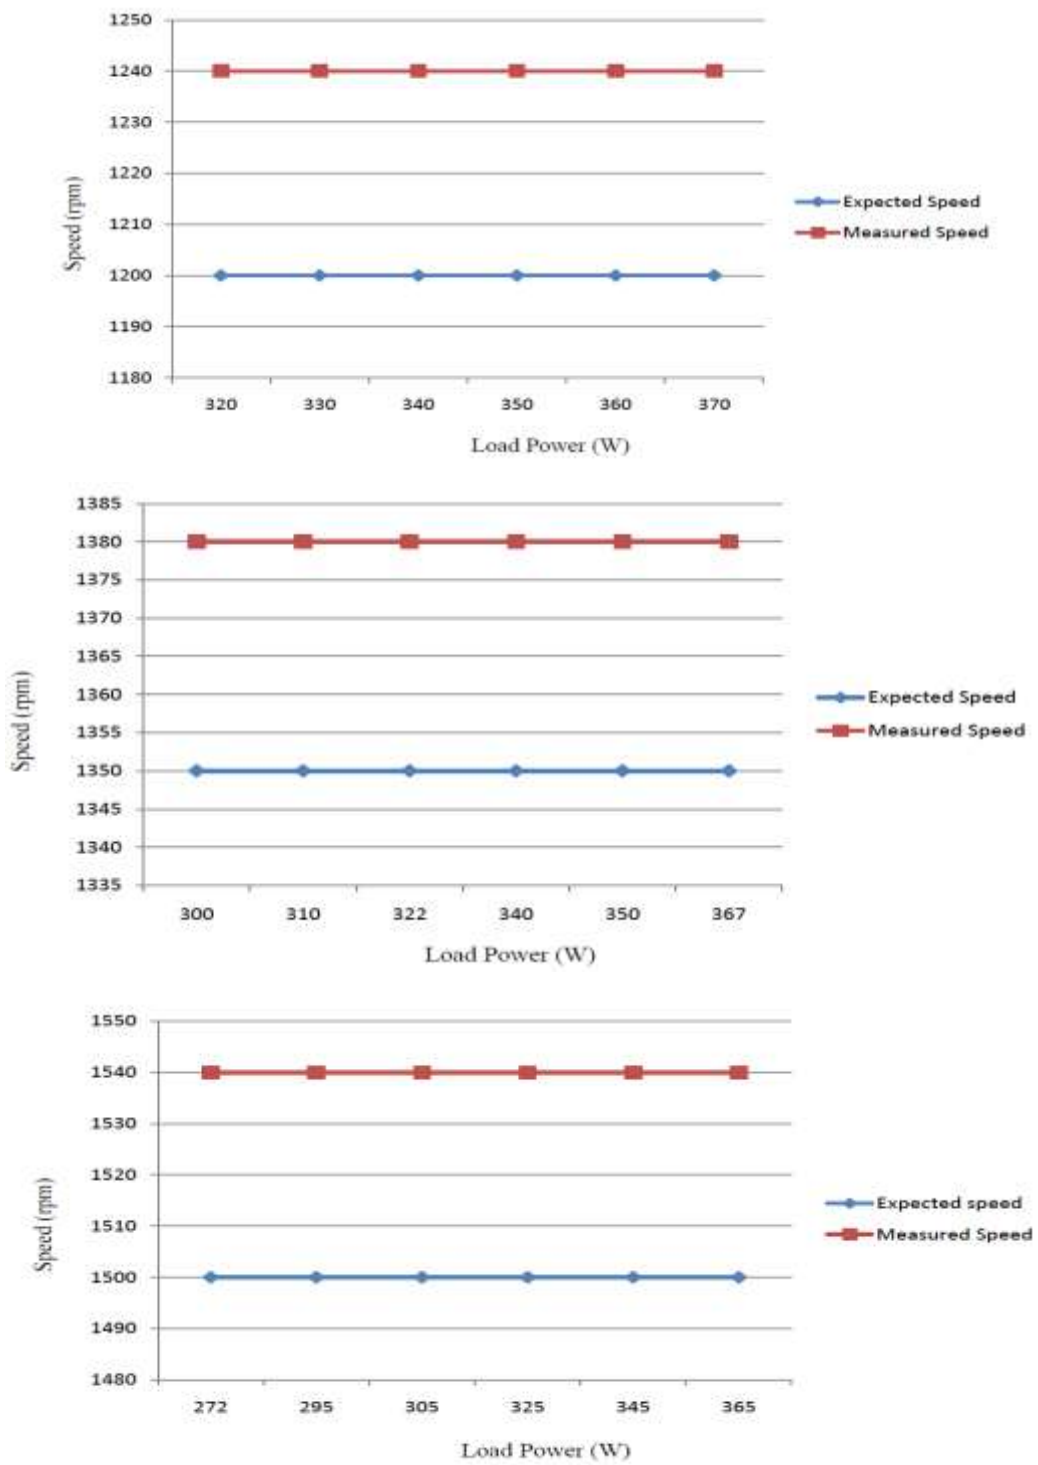 1250
1240
1230
1220
1210
1200
1190
1180
Speed (rpm)
320 330 340 350 360 370
Load Power (W)
Expected Speed
Measured Speed
1385
1380
1375
1370
1365
1360
1355
1350
1345
1340
1335
Speed (rpm)
300 310 322 340 350 367
Load Power (W)
Expected Speed
Measured Speed
1550
1540
1530
1520
1510
1500
1490
1480
Speed (rpm)
272 295 305 325 345 365
Load Power (W)
Expected speed
Measured Speed